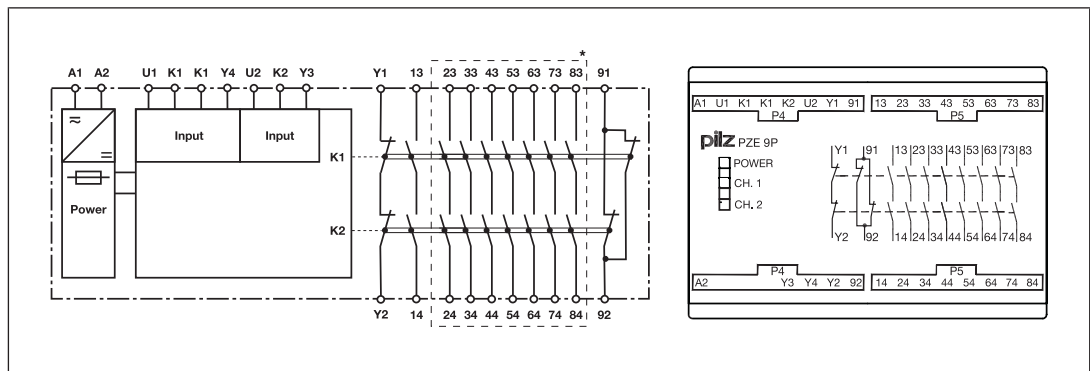 *
A1 A2 U1 K1 K1 Y4 U2 K2 Y3 Y1 13 23 33 43 53 63 73 83 91
Input Input
K1
Power
K2
Y2 14 24 34 44 54 64 74 84 92
A1 U1 K1 K1 K2 U2 Y1 91 13 23 33 43 53 63 73 83
P4 P5
pilz PZE 9P
POWER
CH. 1
CH. 2
Y1 91 13 23 33 43 53 63 73 83
Y2 92 14 24 34 44 54 64 74 84
P4 P5
A2 Y3 Y4 Y2 92 14 24 34 44 54 64 74 84